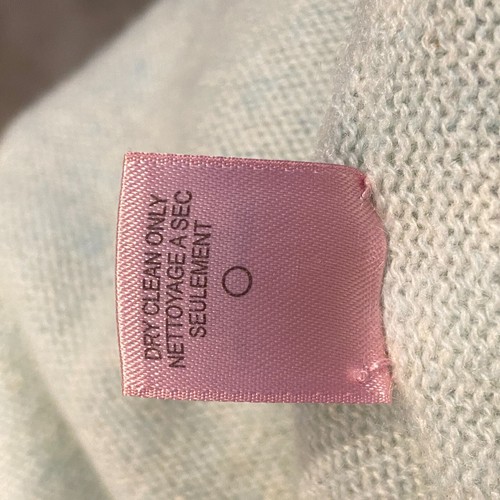 DRY CLEAN ONLY
NETTOYAGE A SEC
SEULEMENT